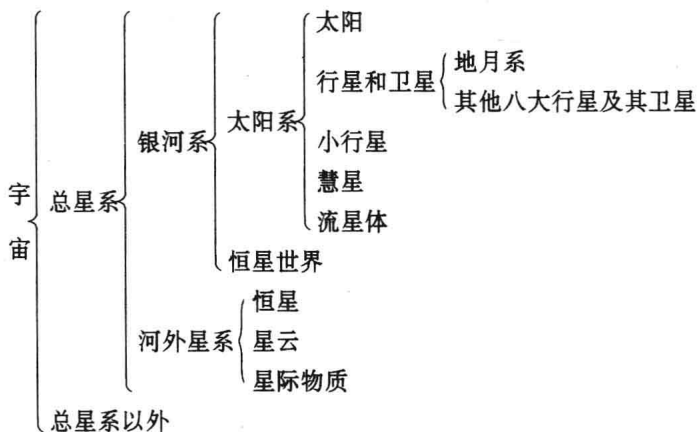 宇宙
总星系
银河系
太阳系
太阳
行星和卫星
地月系
其他八大行星及其卫星
小行星
慧星
流星体
恒星世界
河外星系
恒星
星云
星际物质
总星系以外